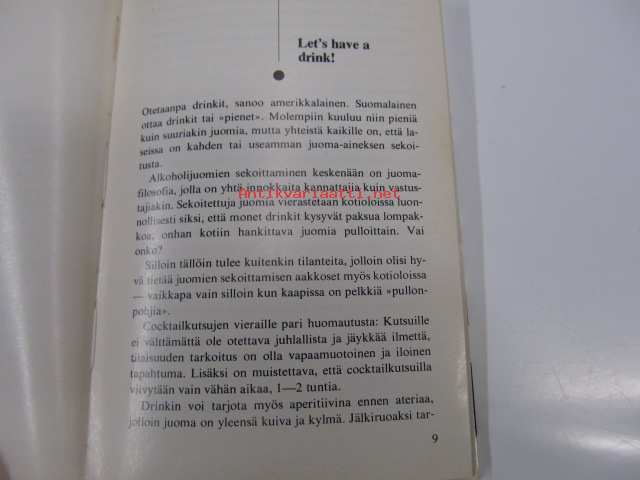 Let's have a
drink!
Otetaanpa drinkit, sanoo amerikkalainen. Suomalainen
ottaa drinkit tai »pienet». Molempiin kuuluu niin pieniä
kuin suuriakin juomia, mutta yhteistä kaikille on, että la-
seissa on kahden tai useamman juoma-aineksen sekoi-
tusta.
Alkoholijuomien sekoittaminen keskenään on juoma-
filosofia, jolla on yhtä innokkaita kannattajia kuin vastus-
Antikvariaatti.net
tajiakin. Sekoitettuja juomia vierastetaan kotioloissa luon-
nollisesti siksi, että monet drinkit kysyvät paksua lompak-
koa, onhan kotiin hankittava juomia pulloittain. Vai
onko?
Silloin tällöin tulee kuitenkin tilanteita, jolloin olisi hy-
vä tietää juomien sekoittamisen aakkoset myös kotioloissa
— vaikkapa vain silloin kun kaapissa on pelkkiä »pullon-
pohjia».
Cocktailkutsujen vieraille pari huomautusta: Kutsuille
ei välttämättä ole otettava juhlallista ja jäykkää ilmettä,
tilaisuuden tarkoitus on olla vapaamuotoinen ja iloinen
tapahtuma. Lisäksi on muistettava, että cocktailkutsuilla
viivytään vain vähän aikaa, 1—2 tuntia.
Drinkin voi tarjota myös aperitiivina ennen ateriaa,
jolloin juoma on yleensä kuiva ja kylmä. Jälkiruoaksi tar-
9